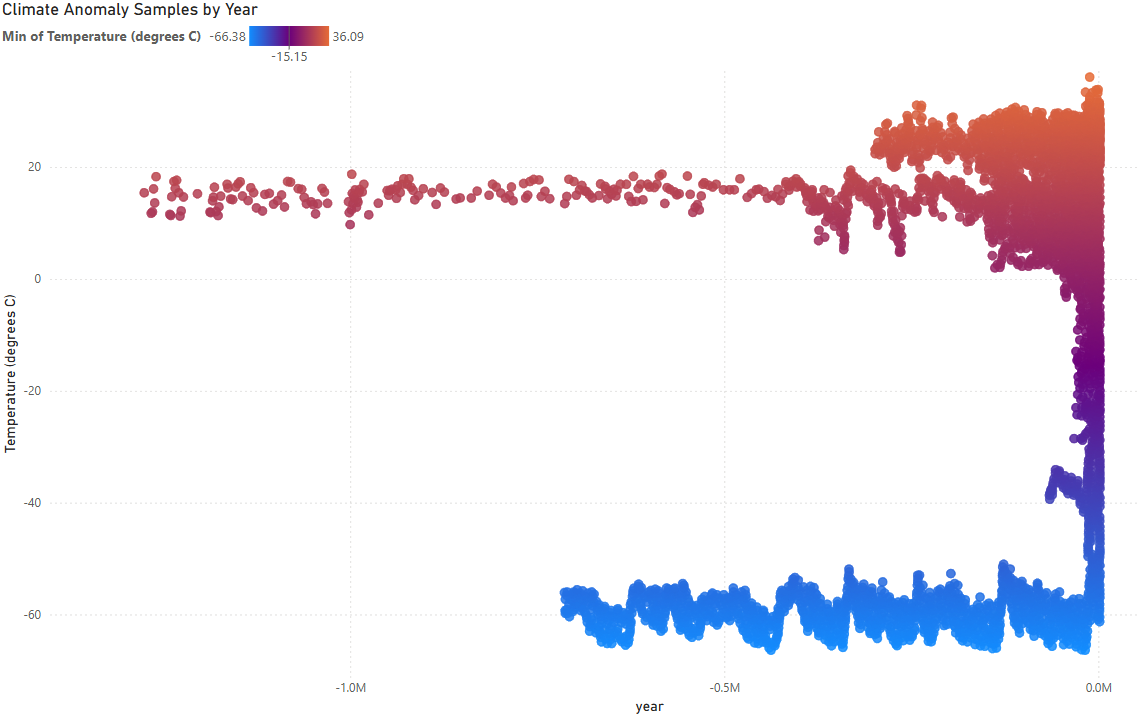 Climate Anomaly Samples by Year
Min of Temperature (degrees C) -66.38 36.09
-15.15
Temperature (degrees C)
20
0
-20
-40
-60
-1.0M -0.5M 0.0M
year